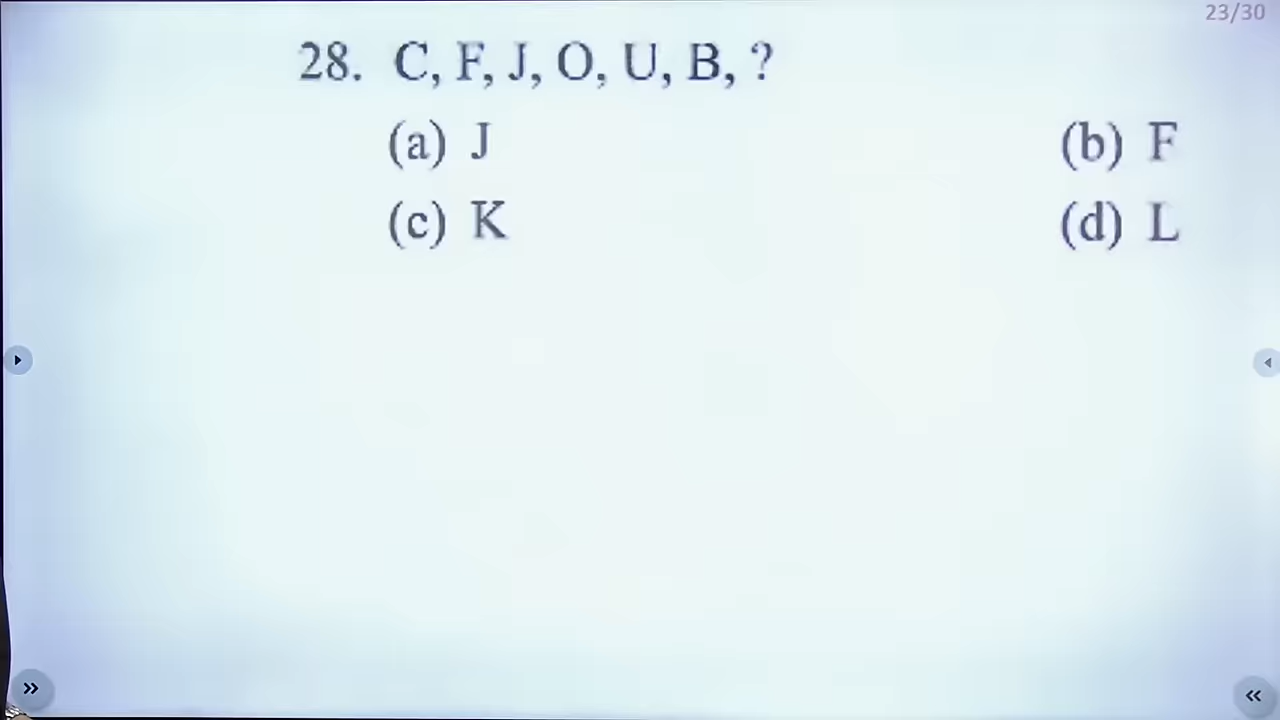 23/30
28. C, F, J, O, U, B, ?
(a) J (b) F
(c) K (d) L